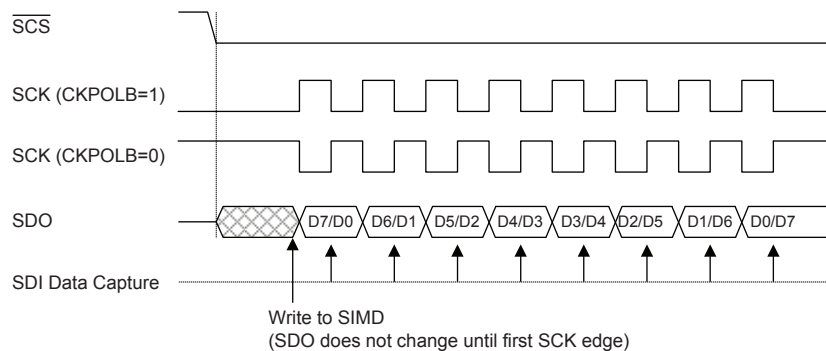 SCS
SCK (CKPOLB=1)
SCK (CKPOLB=0)
SDO D7/D0 D6/D1 D5/D2 D4/D3 D3/D4 D2/D5 D1/D6 D0/D7
SDI Data Capture
Write to SIMD
(SDO does not change until first SCK edge)